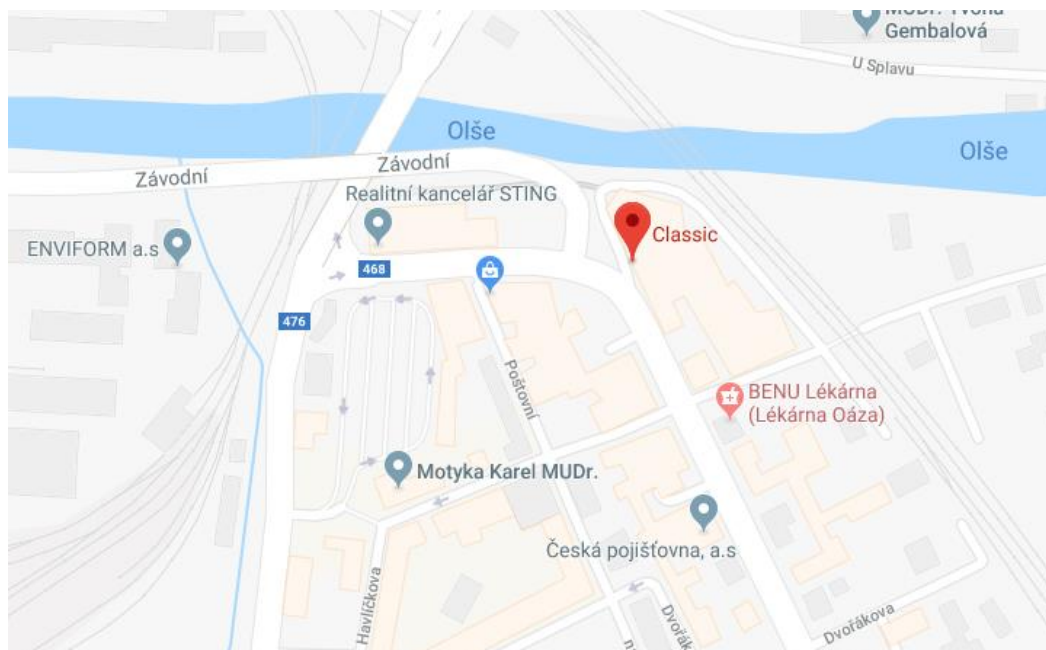 MUDr. Yvona
Gembalová
U Splavu
Olše
Olše
Závodní
Závodní
Realitní kancelář STING
Classic
ENVIFORM a.s
468
476
Poštovní
BENU Lékárna
(Lékárna Oáza)
Motyka Karel MUDr.
Česká pojišťovna, a.s
Havlíčkova
Dvořák
Dvořákova